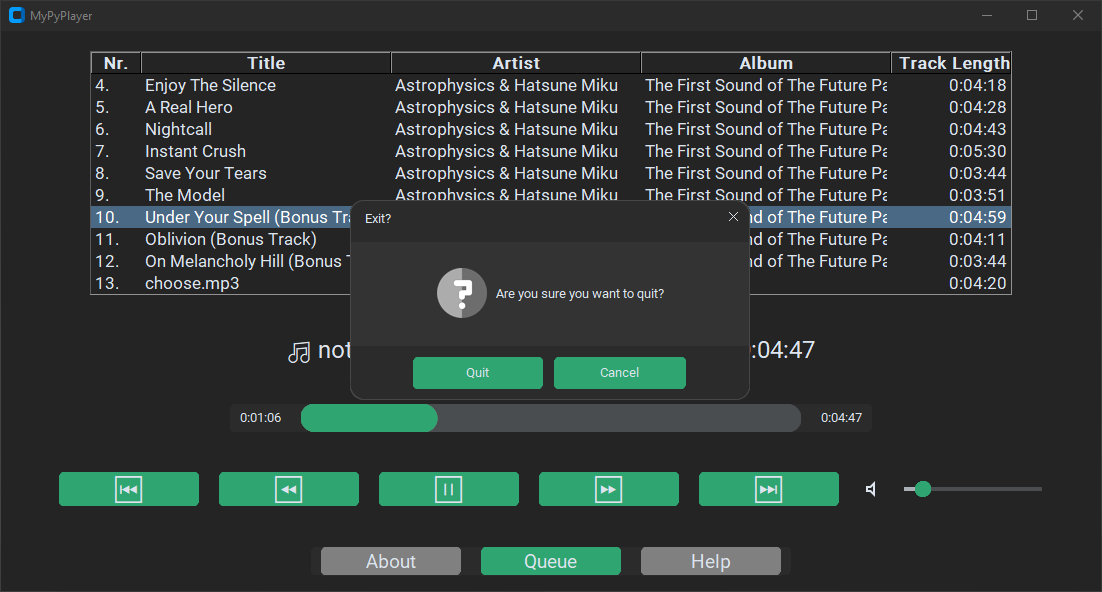 MyPyPlayer
Nr. Title Artist Album Track Length
4. Enjoy The Silence Astrophysics & Hatsune Miku The First Sound of The Future Pa 0:04:18
5. A Real Hero Astrophysics & Hatsune Miku The First Sound of The Future Pa 0:04:28
6. Nightcall Astrophysics & Hatsune Miku The First Sound of The Future Pa 0:04:43
7. Instant Crush Astrophysics & Hatsune Miku The First Sound of The Future Pa 0:05:30
8. Save Your Tears Astrophysics & Hatsune Miku The First Sound of The Future Pa 0:03:44
9. The Model Astrophysics & Hatsune Miku The First Sound of The Future Pa 0:03:51
10. Under Your Spell (Bonus Tra nd of The Future Pa 0:04:59
11. Oblivion (Bonus Track) nd of The Future Pa 0:04:11
12. On Melancholy Hill (Bonus T nd of The Future Pa 0:03:44
13. choose.mp3 0:04:20
Exit?
Are you sure you want to quit?
Quit Cancel
not :04:47
0:01:06 0:04:47
About Queue Help